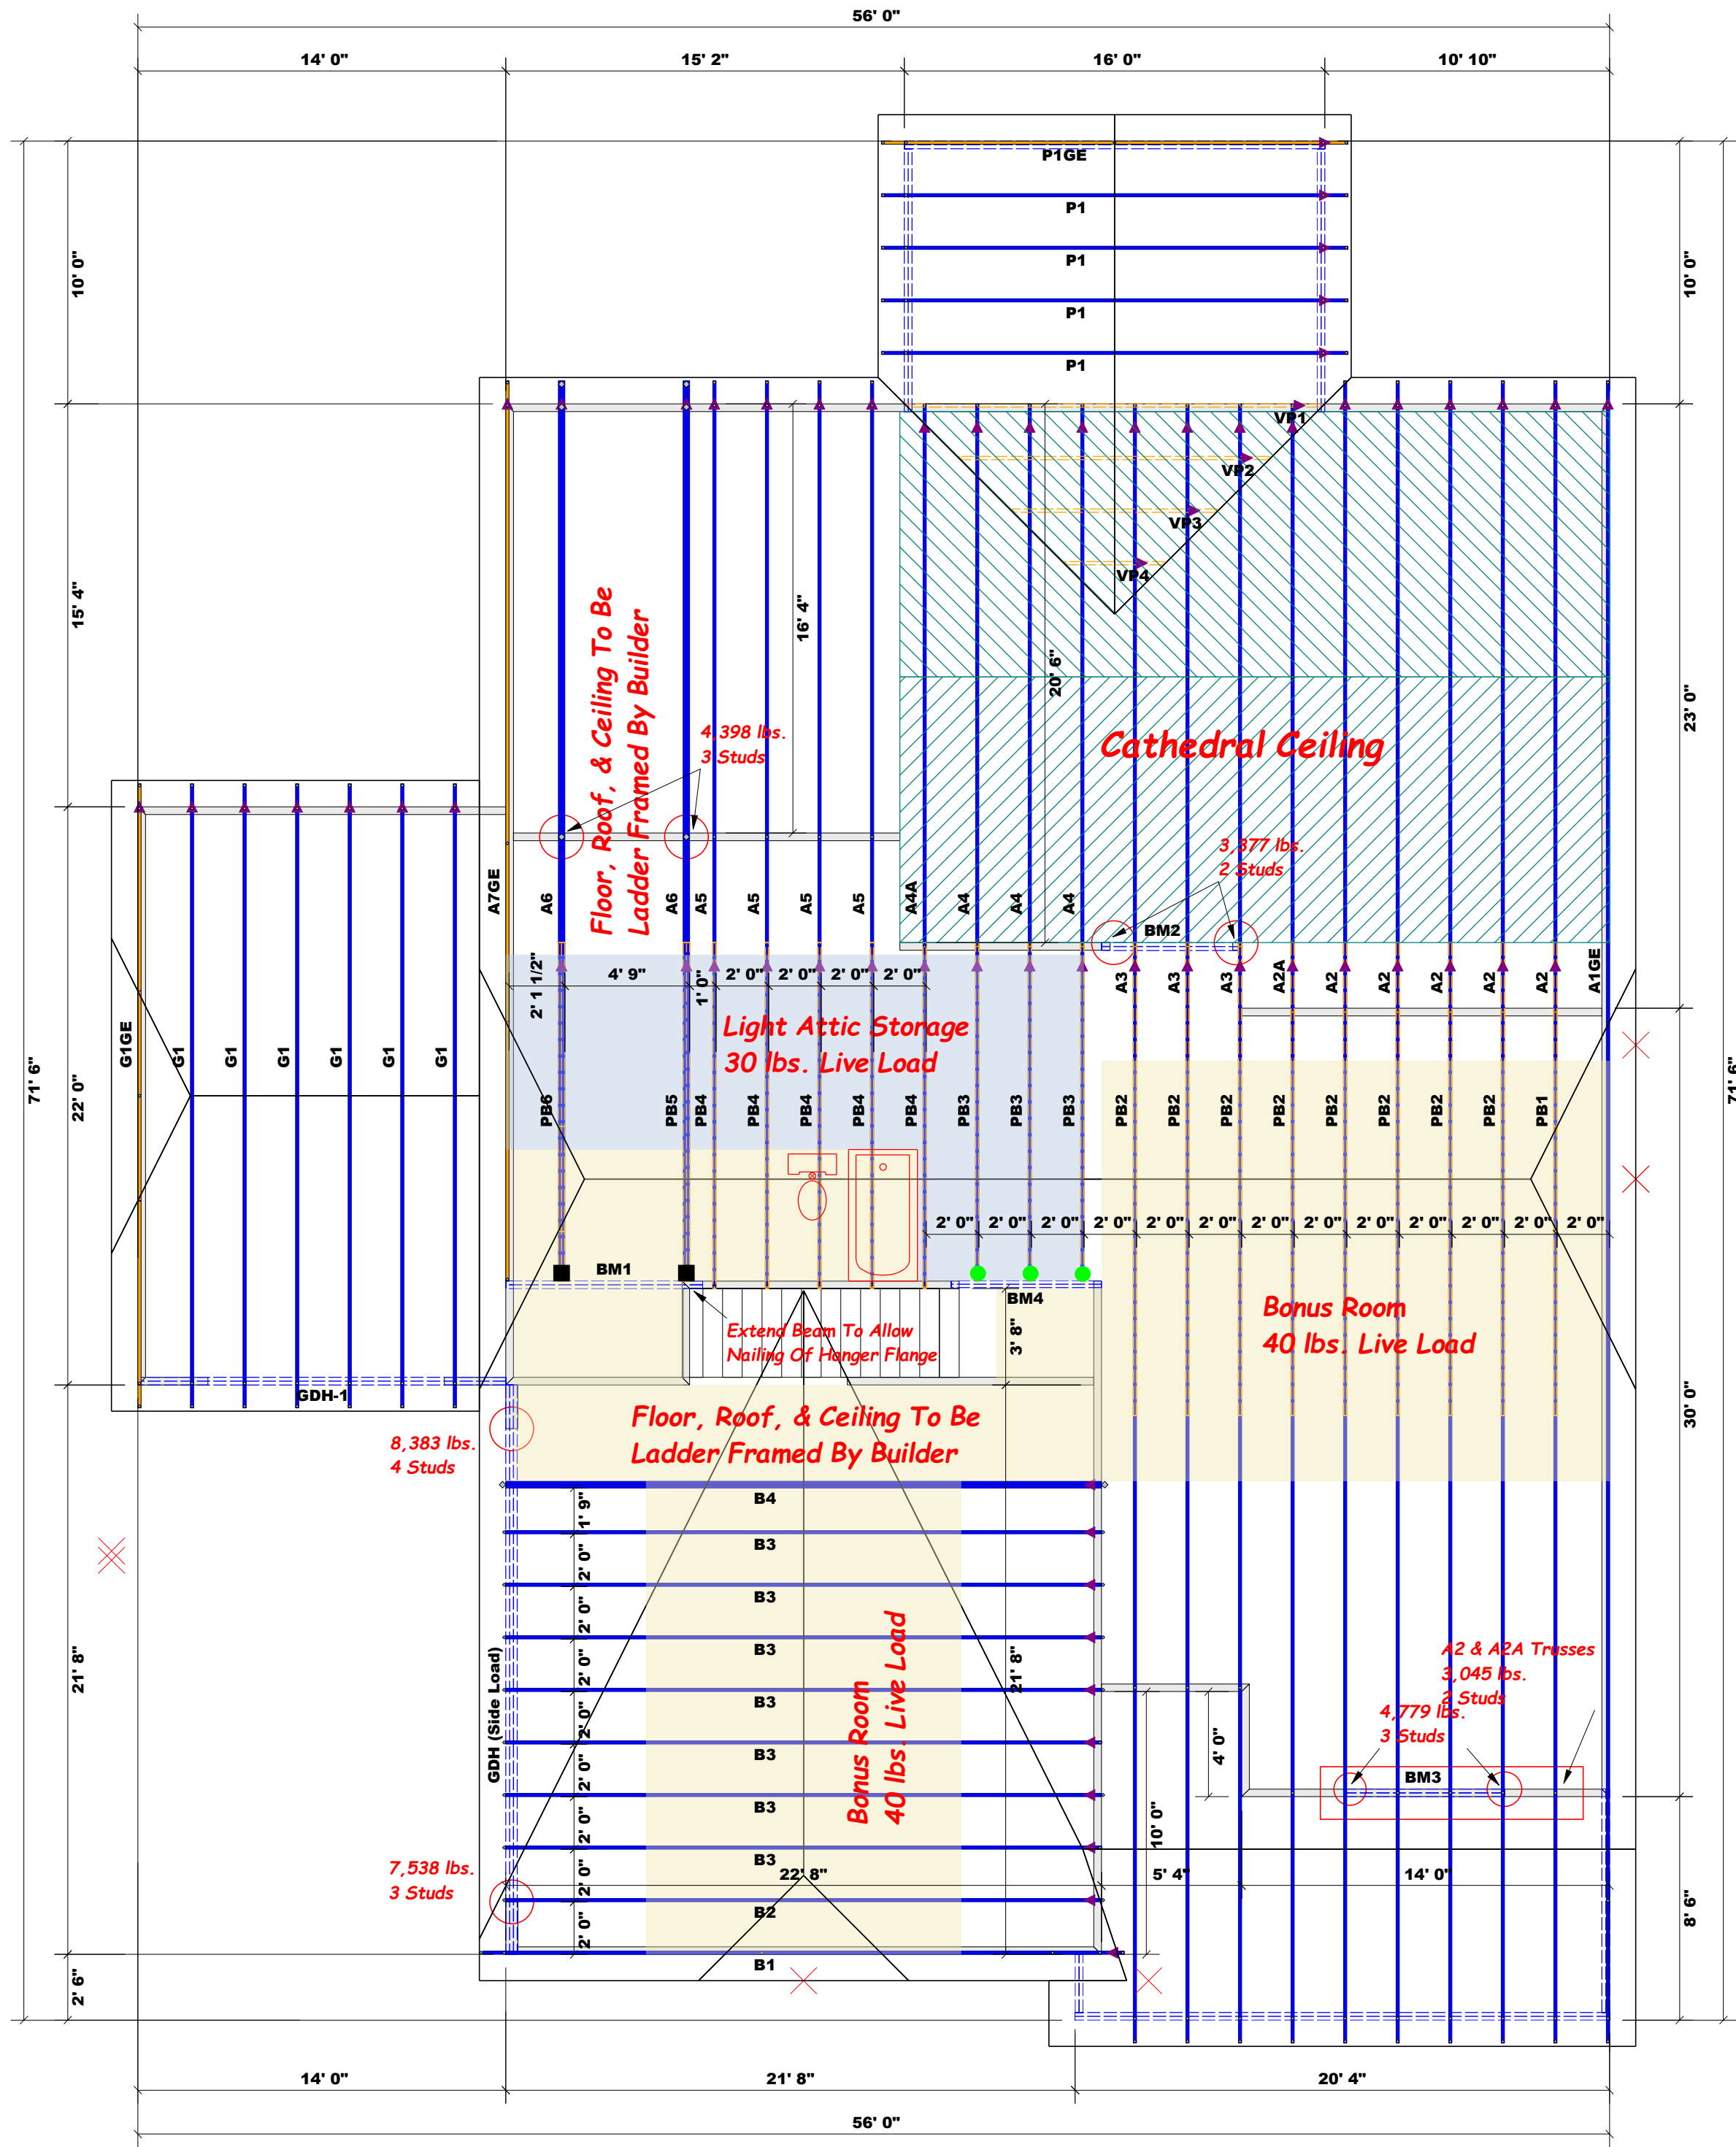 56' 0"
14' 0"
15' 2"
16' 0"
10' 10"
P1GE
P1
P1
P1
P1
10' 0"
10' 0"
VP1
VP2
VP3
VP4
15' 4"
16' 4"
20' 6"
23' 0"
Floor, Roof, & Ceiling To Be
Ladder Framed By Builder
4,398 lbs.
3 Studs
Cathedral Ceiling
3,377 lbs.
2 Studs
A7GE
A6
A6
A5
A5
A5
A5
A4A
A4
A4
A4
BM2
A3
A3
A3
A2A
A2
A2
A2
A2
A2
A1GE
2' 1 1/2"
4' 9"
1' 0"
2' 0"
2' 0"
2' 0"
2' 0"
Light Attic Storage
30 lbs. Live Load
G1GE
G1
G1
G1
G1
G1
G1
71' 6"
22' 0"
71' 6"
PB6
PB5
PB4
PB4
PB4
PB4
PB4
PB3
PB3
PB3
PB2
PB2
PB2
PB2
PB2
PB2
PB2
PB2
PB1
2' 0"
2' 0"
2' 0"
2' 0"
2' 0"
2' 0"
2' 0"
2' 0"
2' 0"
2' 0"
2' 0"
2' 0"
2' 0"
BM1
BM4
Extend Beam To Allow
Nailing Of Hanger Flange
3' 8"
Bonus Room
40 lbs. Live Load
GDH-1
30' 0"
Floor, Roof, & Ceiling To Be
Ladder Framed By Builder
8,383 lbs.
4 Studs
B4
1' 9"
B3
2' 0"
B3
2' 0"
B3
2' 0"
B3
2' 0"
B3
2' 0"
B3
2' 0"
B3
2' 0"
B2
2' 0"
B1
21' 8"
GDH (Side Load)
Bonus Room
40 lbs. Live Load
21' 8"
A2 & A2A Trusses
3,045 lbs.
2 Studs
4,779 lbs.
3 Studs
BM3
4' 0"
10' 0"
7,538 lbs.
3 Studs
22' 8"
5' 4"
14' 0"
8' 6"
2' 6"
14' 0"
21' 8"
20' 4"
56' 0"